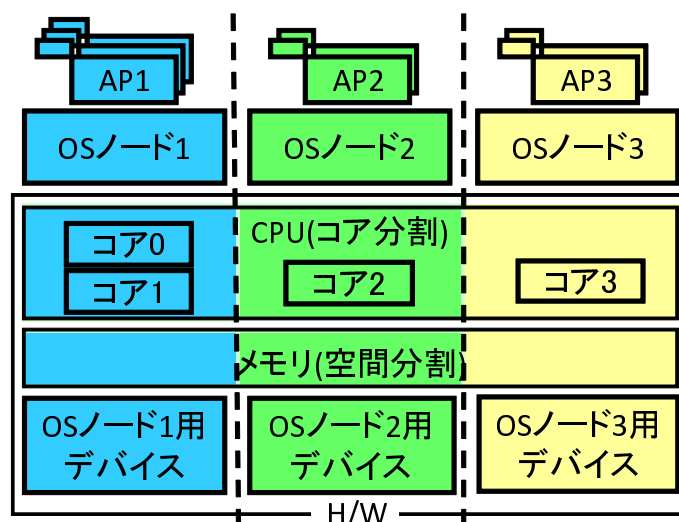 AP1
AP2
AP3
OSノード1
OSノード2
OSノード3
CPU(コア分割)
コア0
コア1
コア2
コア3
メモリ(空間分割)
OSノード1用
デバイス
OSノード2用
デバイス
OSノード3用
デバイス
H/W